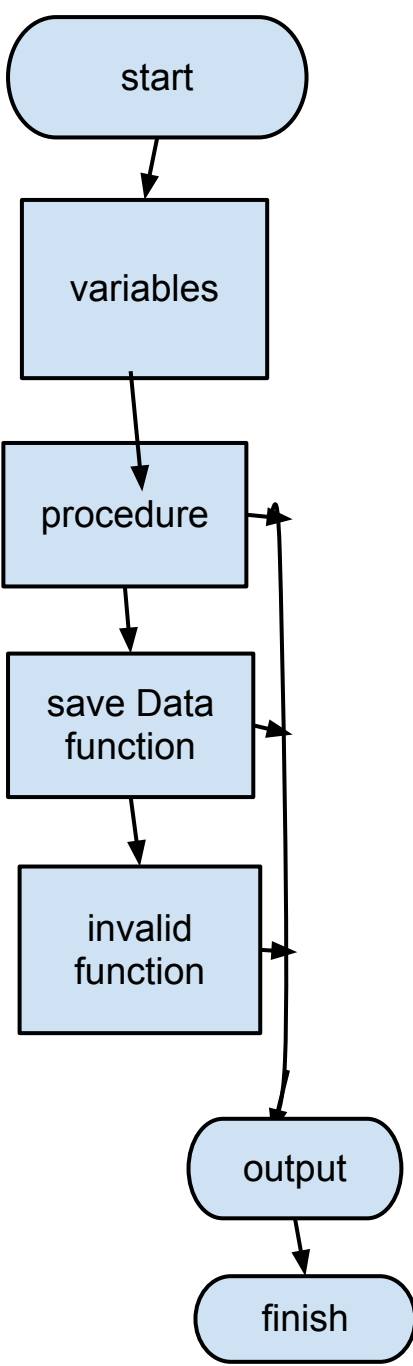 start
variables
procedure
save Data
function
invalid
function
output
finish